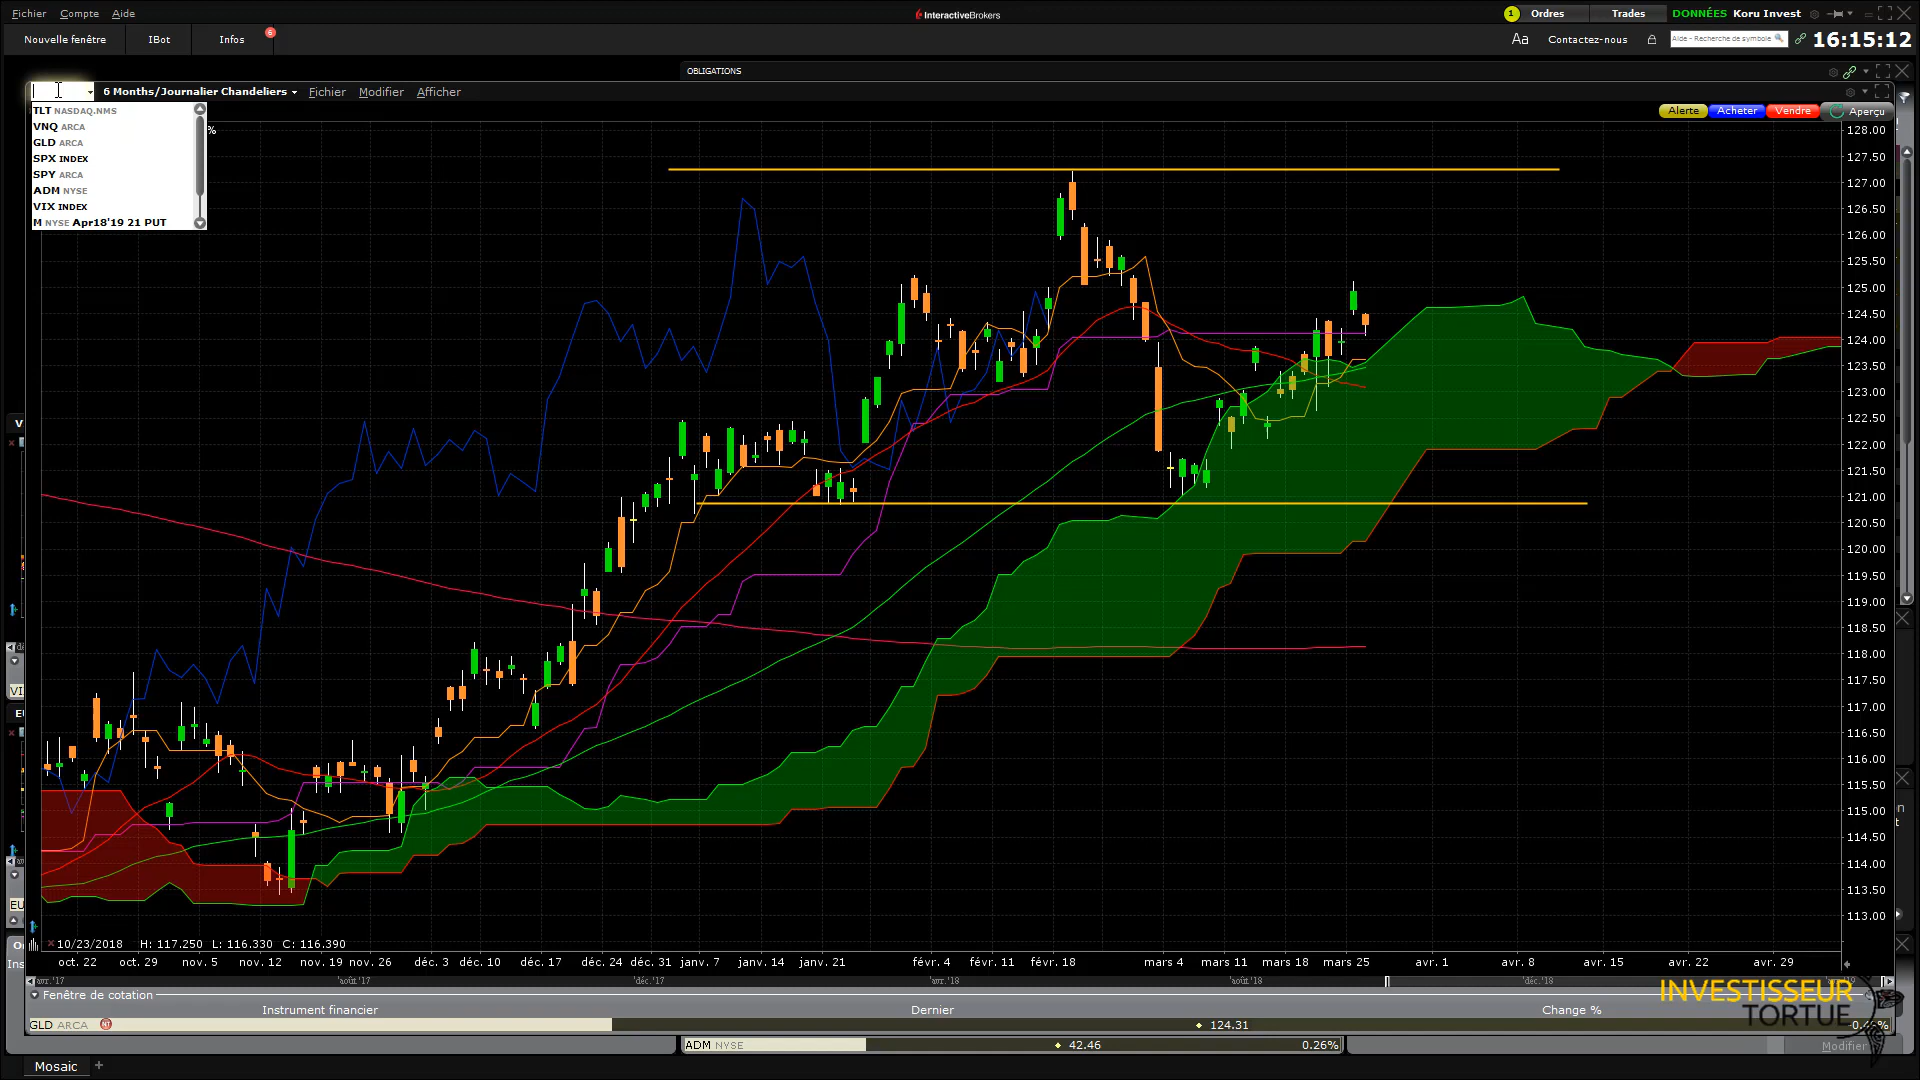 Fichier Compte Aide
InteractiveBrokers
1 Ordres Trades DONNÉES Koru Invest
Nouvelle fenêtre IBot Infos 6
Aa Contactez-nous Aide - Recherche de symbole 16:15:12
OBLIGATIONS
6 Months/Journalier Chandeliers Fichier Modifier Afficher
Alerte Acheter Vendre Aperçu
TLT NASDAQ.NMS
VNQ ARCA
GLD ARCA
SPX INDEX
SPY ARCA
ADM NYSE
VIX INDEX
M NYSE Apr18'19 21 PUT
%
128.00
127.50
127.00
126.50
126.00
125.50
125.00
124.50
124.00
123.50
123.00
122.50
122.00
121.50
121.00
120.50
120.00
119.50
119.00
118.50
118.00
117.50
117.00
116.50
116.00
115.50
115.00
114.50
114.00
113.50
113.00
V
VI
EU
10/23/2018 H: 117.250 L: 116.330 C: 116.390
oct. 22 oct. 29 nov. 5 nov. 12 nov. 19 nov. 26 déc. 3 déc. 10 déc. 17 déc. 24 déc. 31 janv. 7 janv. 14 janv. 21 févr. 4 févr. 11 févr. 18 mars 4 mars 11 mars 18 mars 25 avr. 1 avr. 8 avr. 15 avr. 22 avr. 29
avr.'17 août'17 déc.'17 avr.'18 août'18 déc.'18
Fenêtre de cotation
Instrument financier Dernier Change %
GLD ARCA 124.31
ADM NYSE 42.46 0.26%
INVESTISSEUR
TORTUE
Modifier
Mosaic +